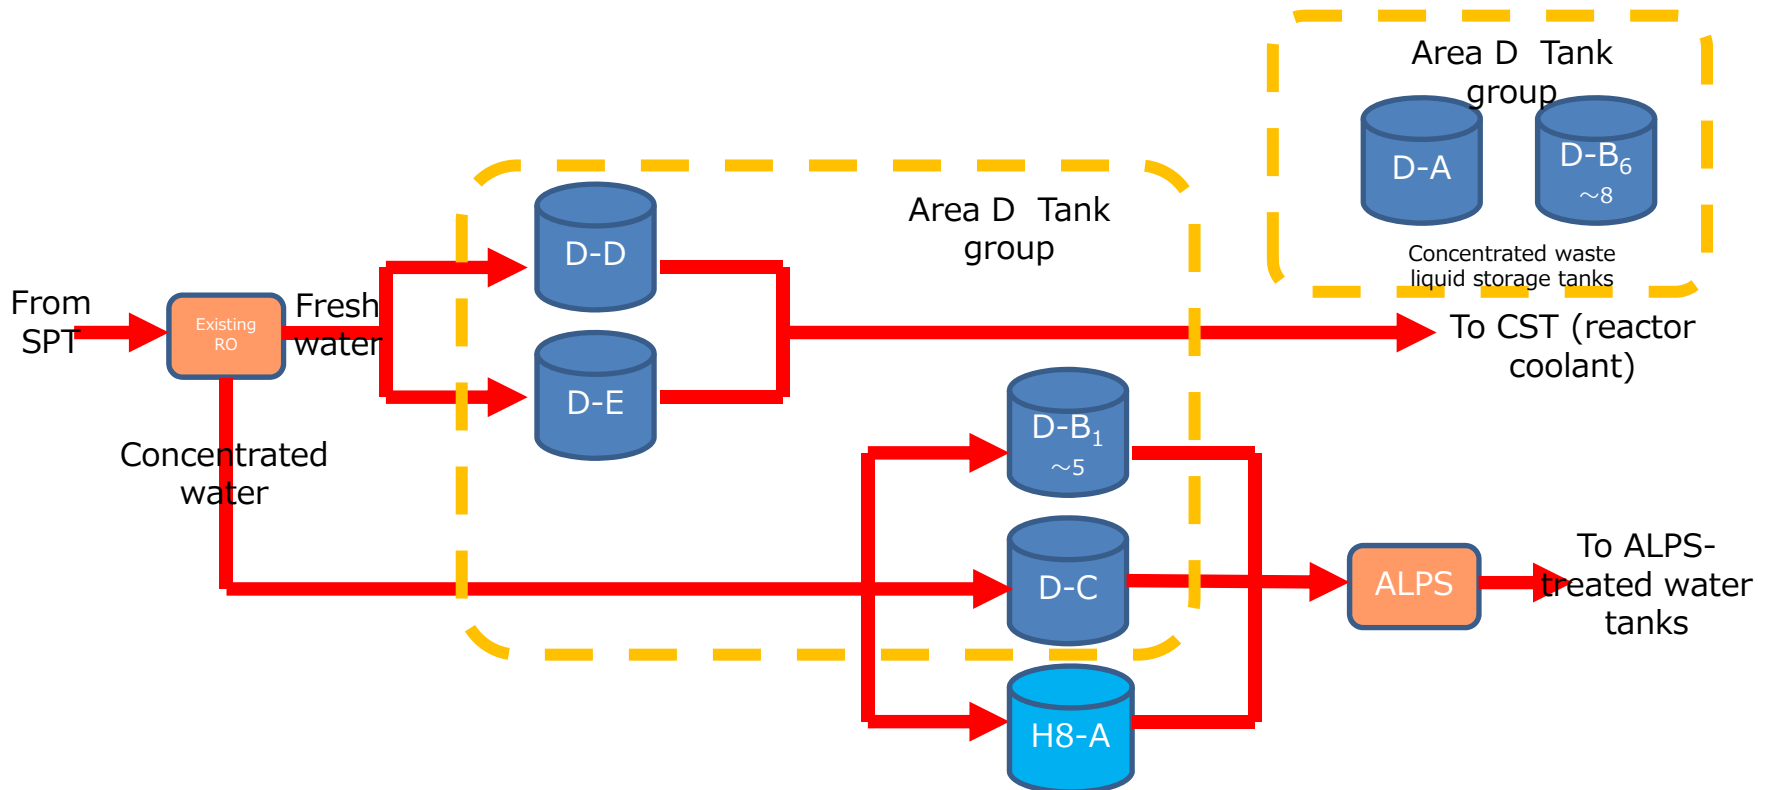 Area D Tank
group
D-A
D-B6
~8
Concentrated waste
liquid storage tanks
Area D Tank
group
D-D
D-E
From
SPT
Existing
RO
Fresh
water
To CST (reactor
coolant)
Concentrated
water
D-B1
~5
D-C
H8-A
ALPS
To ALPS-
treated water
tanks